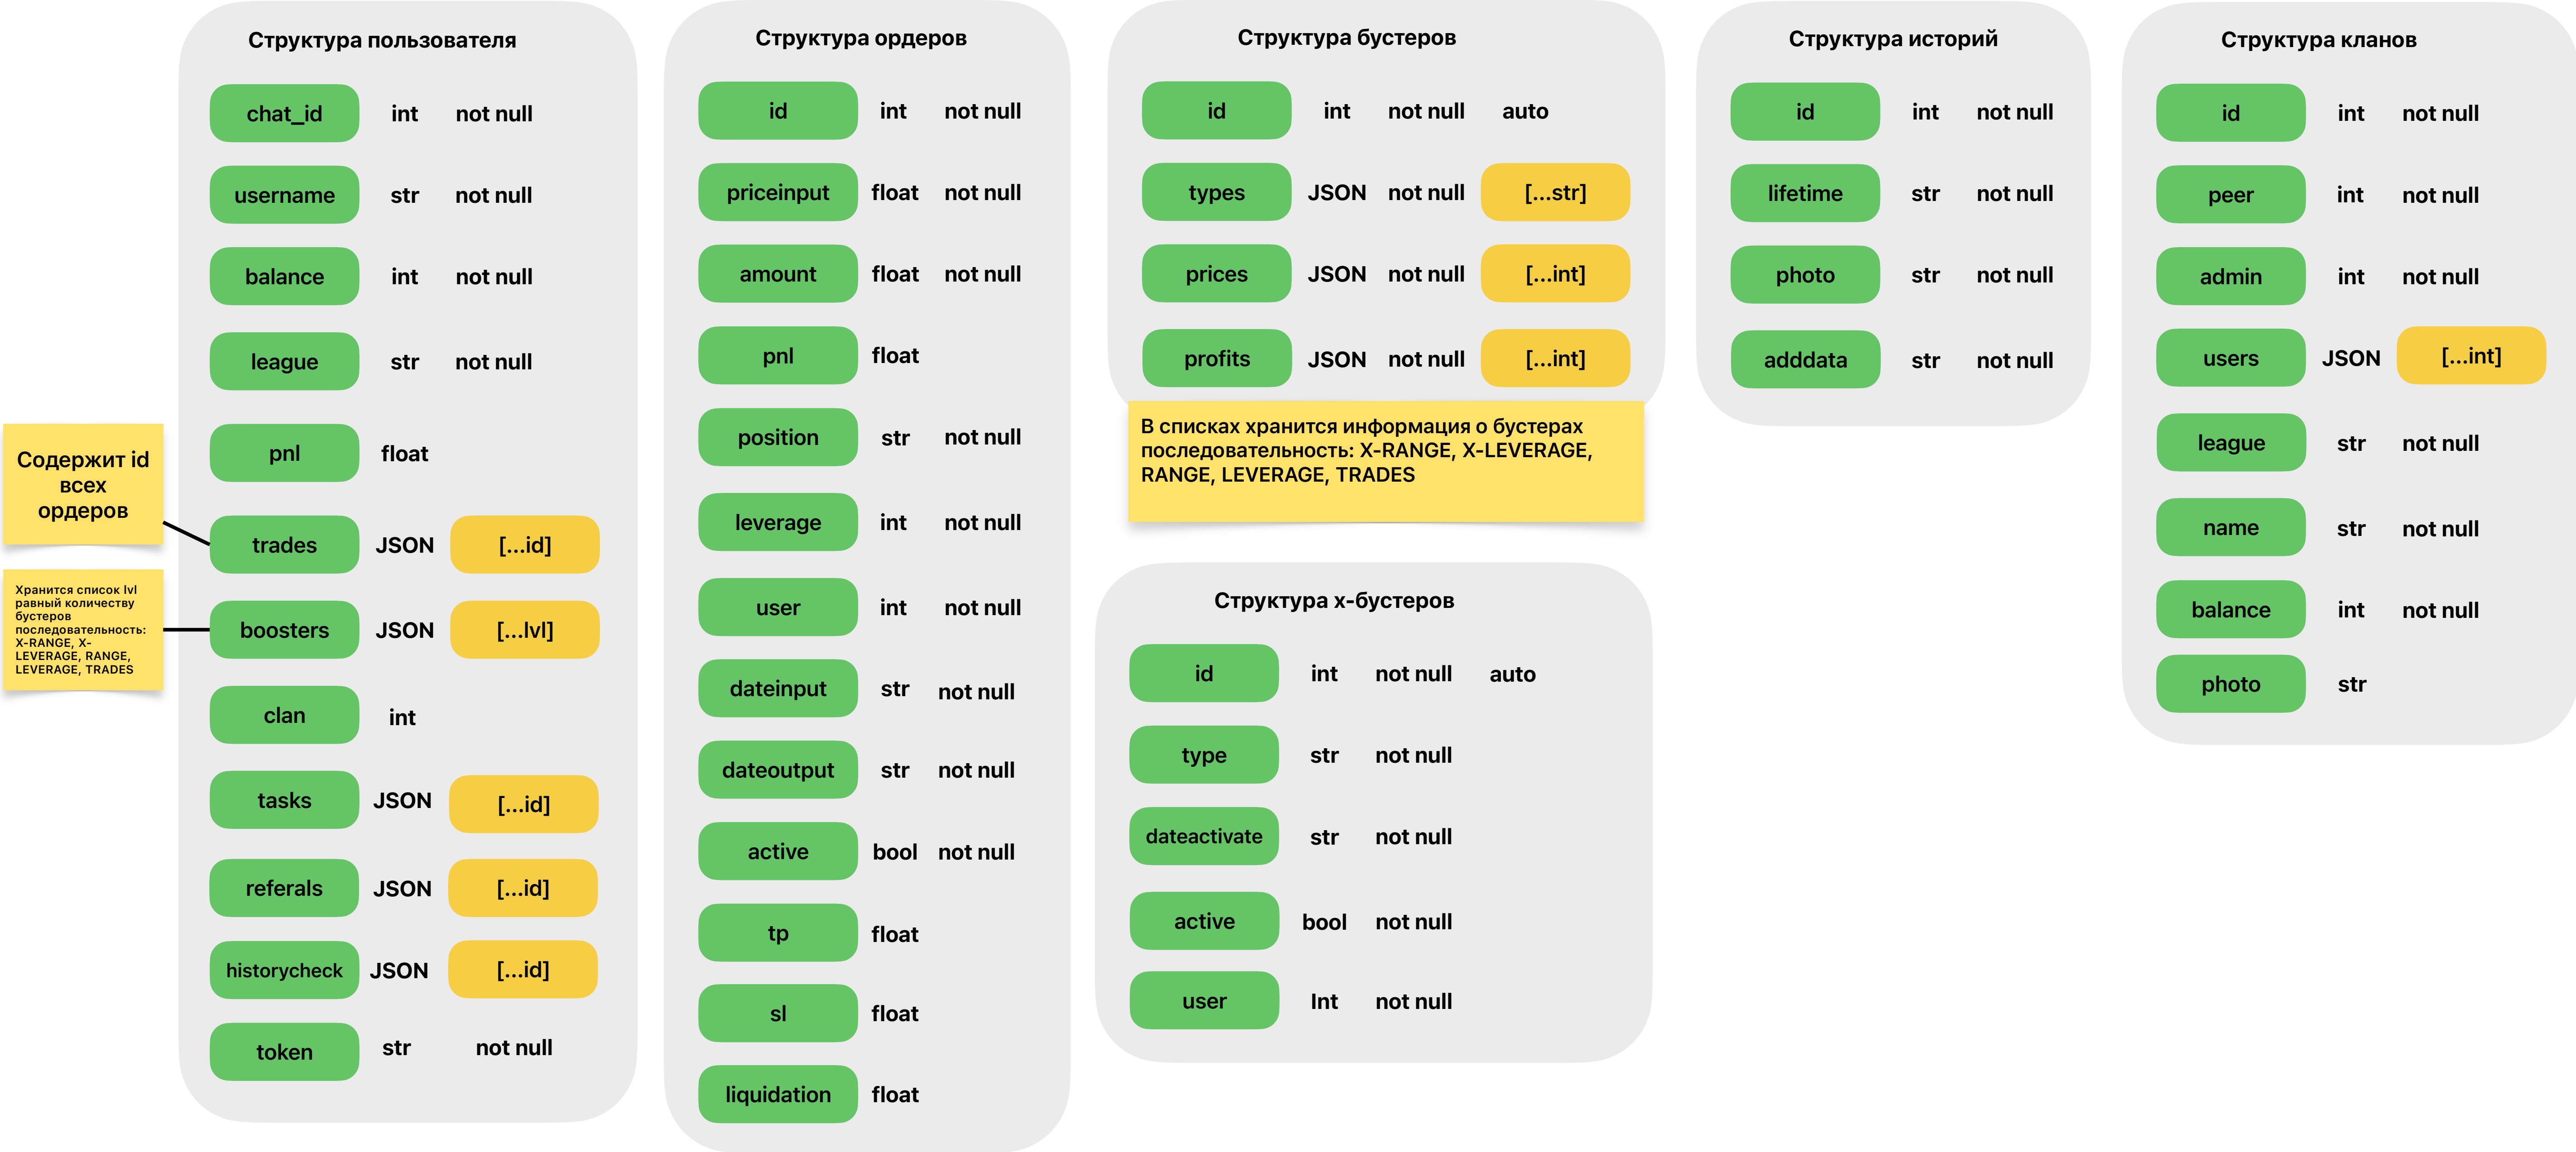 Структура пользователя
chat_id int not null
username str not null
balance int not null
league str not null
pnl float
Содержит id
всех
ордеров
trades JSON [...id]
Хранится список lvl
равный количеству
бустеров
последовательность:
X-RANGE, X-
LEVERAGE, RANGE,
LEVERAGE, TRADES
boosters JSON [...lvl]
clan int
tasks JSON [...id]
referals JSON [...id]
historycheck JSON [...id]
token str not null
Структура ордеров
id int not null
priceinput float not null
amount float not null
pnl float
position str not null
leverage int not null
user int not null
dateinput str not null
dateoutput str not null
active bool not null
tp float
sl float
liquidation float
Структура бустеров
id int not null auto
types JSON not null [...str]
prices JSON not null [...int]
profits JSON not null [...int]
В списках хранится информация о бустерах
последовательность: X-RANGE, X-LEVERAGE,
RANGE, LEVERAGE, TRADES
Структура х-бустеров
id int not null auto
type str not null
dateactivate str not null
active bool not null
user Int not null
Структура историй
id int not null
lifetime str not null
photo str not null
adddata str not null
Структура кланов
id int not null
peer int not null
admin int not null
users JSON [...int]
league str not null
name str not null
balance int not null
photo str